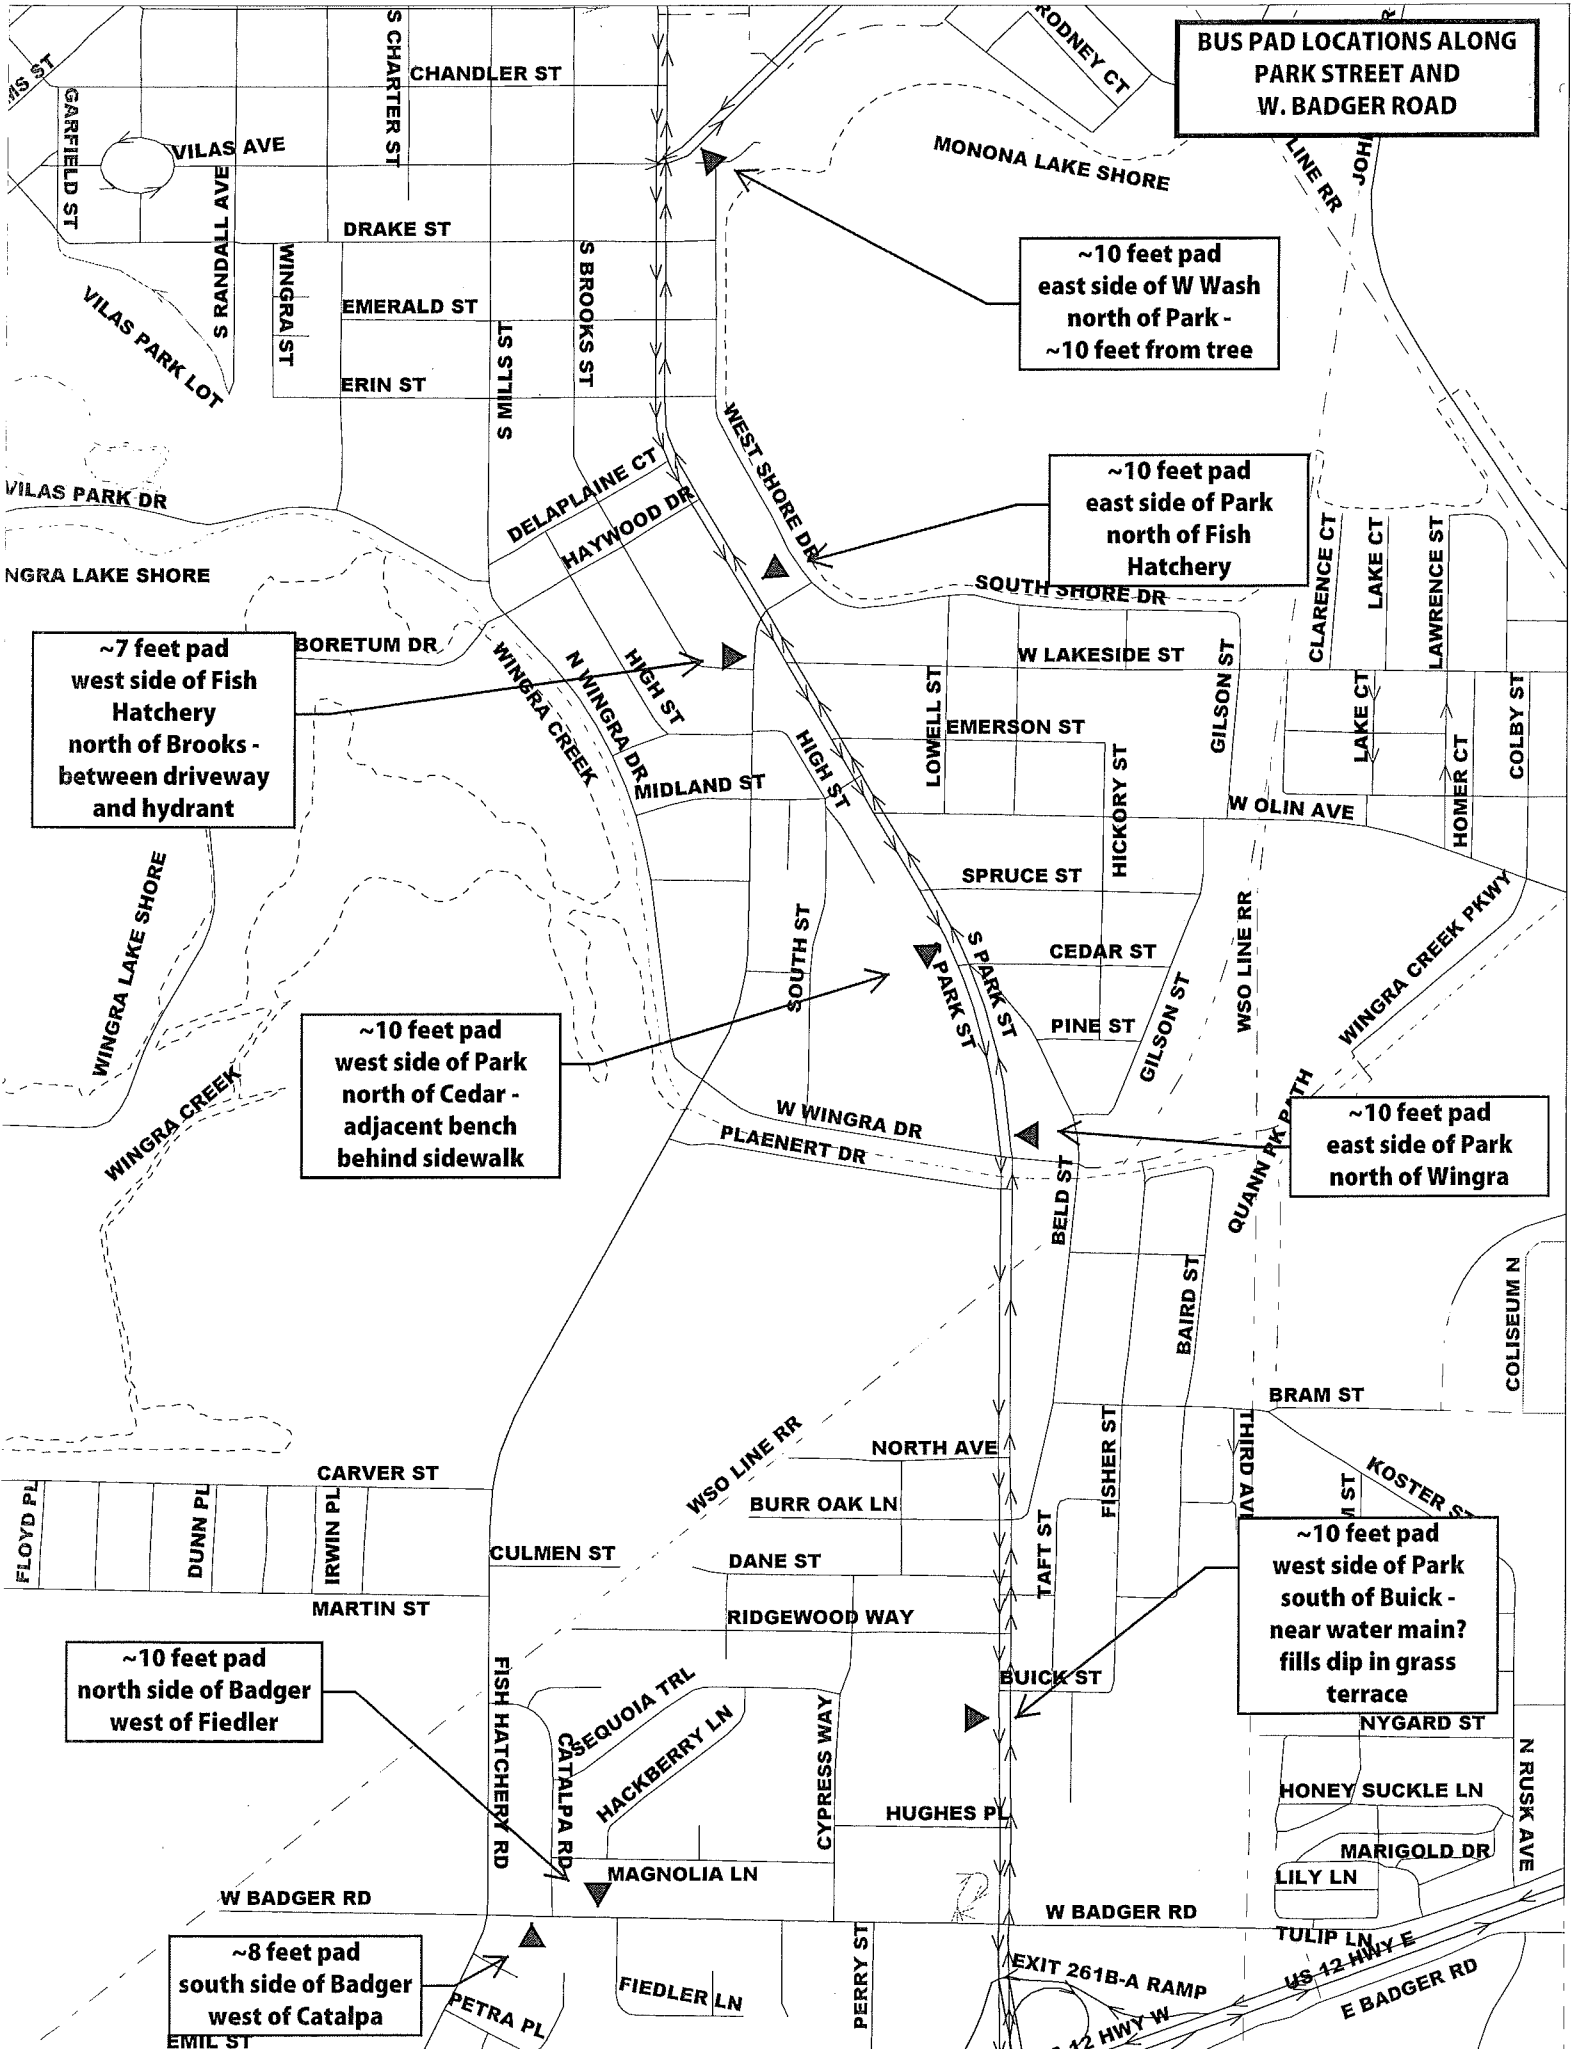 BUS PAD LOCATIONS ALONG
PARK STREET AND
W. BADGER ROAD
RODNEY CT
S CHARTER ST
CHANDLER ST
MS ST
GARFIELD ST
VILAS AVE
S RANDALL AVE
MONONA LAKE SHORE
LINE RR
JOH
DRAKE ST
WINGRA ST
S BROOKS ST
~10 feet pad
east side of W Wash
north of Park -
~10 feet from tree
VILAS PARK LOT
EMERALD ST
S MILLS ST
ERIN ST
WEST SHORE DR
DELAPLAINE CT
HAYWOOD DR
~10 feet pad
east side of Park
north of Fish
Hatchery
VILAS PARK DR
NGRA LAKE SHORE
SOUTH SHORE DR
CLARENCE CT
LAKE CT
LAWRENCE ST
~7 feet pad
west side of Fish
Hatchery
north of Brooks -
between driveway
and hydrant
BORETUM DR
WINGRA CREEK
N WINGRA DR
HIGH ST
W LAKESIDE ST
LOWELL ST
GILSON ST
EMERSON ST
LAKE CT
COLBY ST
HOMER CT
HIGH ST
MIDLAND ST
HICKORY ST
W OLIN AVE
SPRUCE ST
WINGRA LAKE SHORE
SOUTH ST
S PARK ST
PARK ST
CEDAR ST
WSO LINE RR
WINGRA CREEK PKWY
PINE ST
GILSON ST
~10 feet pad
west side of Park
north of Cedar -
adjacent bench
behind sidewalk
WINGRA CREEK
W WINGRA DR
PLAENERT DR
QUANN RK PATH
~10 feet pad
east side of Park
north of Wingra
BELD ST
BAIRD ST
COLISEUM N
BRAM ST
WSO LINE RR
NORTH AVE
FISHER ST
THIRD AV
KOSTER ST
M ST
CARVER ST
FLOYD PL
DUNN PL
IRWIN PL
BURR OAK LN
TAFT ST
CULMEN ST
DANE ST
MARTIN ST
RIDGEWOOD WAY
~10 feet pad
west side of Park
south of Buick -
near water main?
fills dip in grass
terrace
~10 feet pad
north side of Badger
west of Fiedler
FISH HATCHERY RD
SEQUOIA TRL
BUICK ST
CATALPA RD
HACKBERRY LN
CYPRESS WAY
NYGARD ST
N RUSK AVE
HONEY SUCKLE LN
HUGHES PL
MARIGOLD DR
MAGNOLIA LN
LILY LN
W BADGER RD
W BADGER RD
TULIP LN
US 12 HWY E
E BADGER RD
~8 feet pad
south side of Badger
west of Catalpa
PETRA PL
FIEDLER LN
PERRY ST
EXIT 261B-A RAMP
12 HWY W
EMIL ST